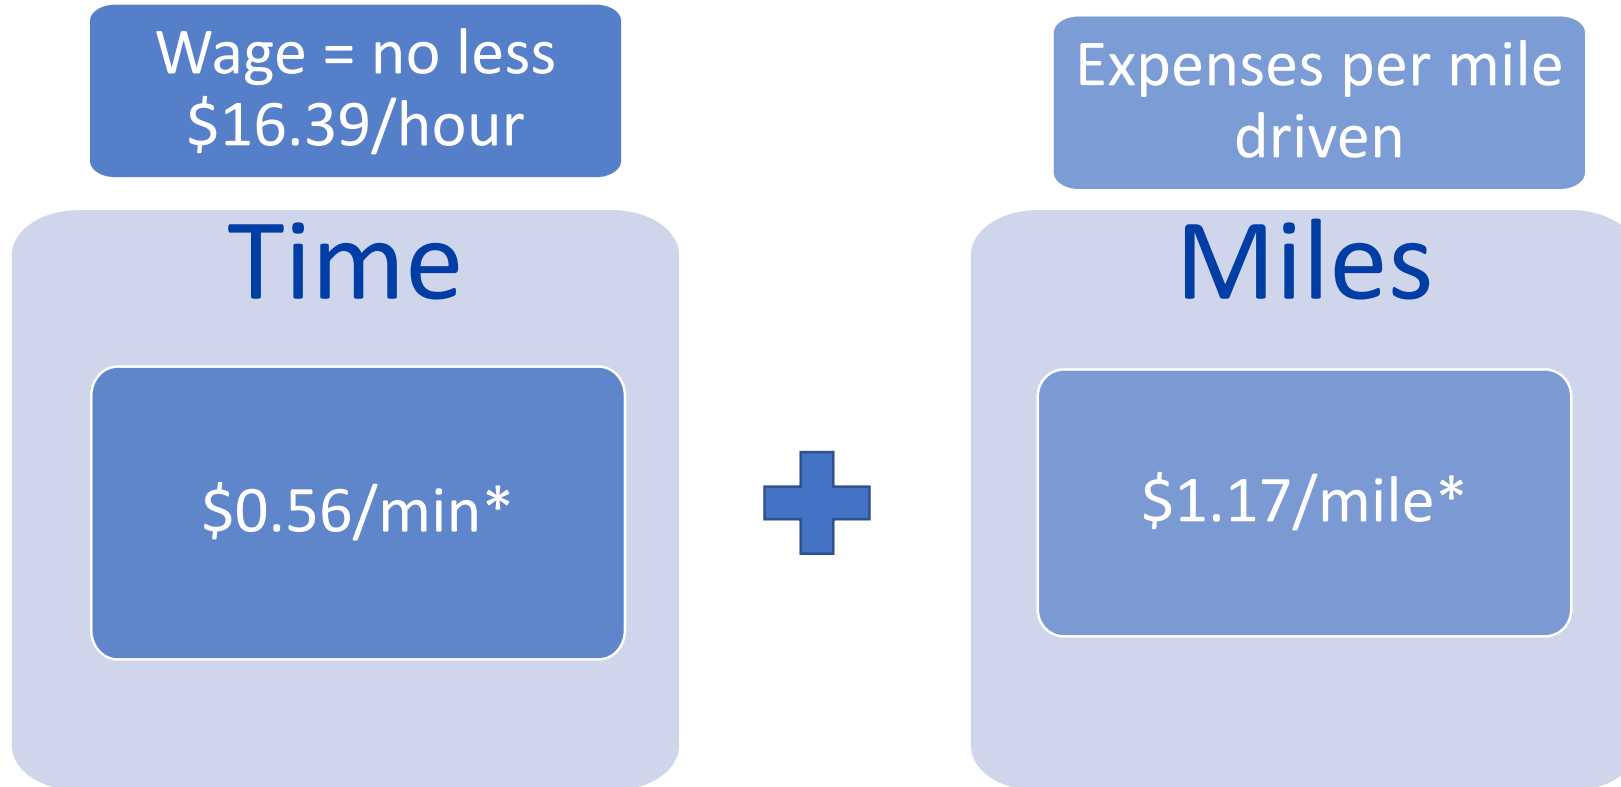 Wage = no less
$16.39/hour
Expenses per mile
driven
Time
Miles
$0.56/min*
$1.17/mile*